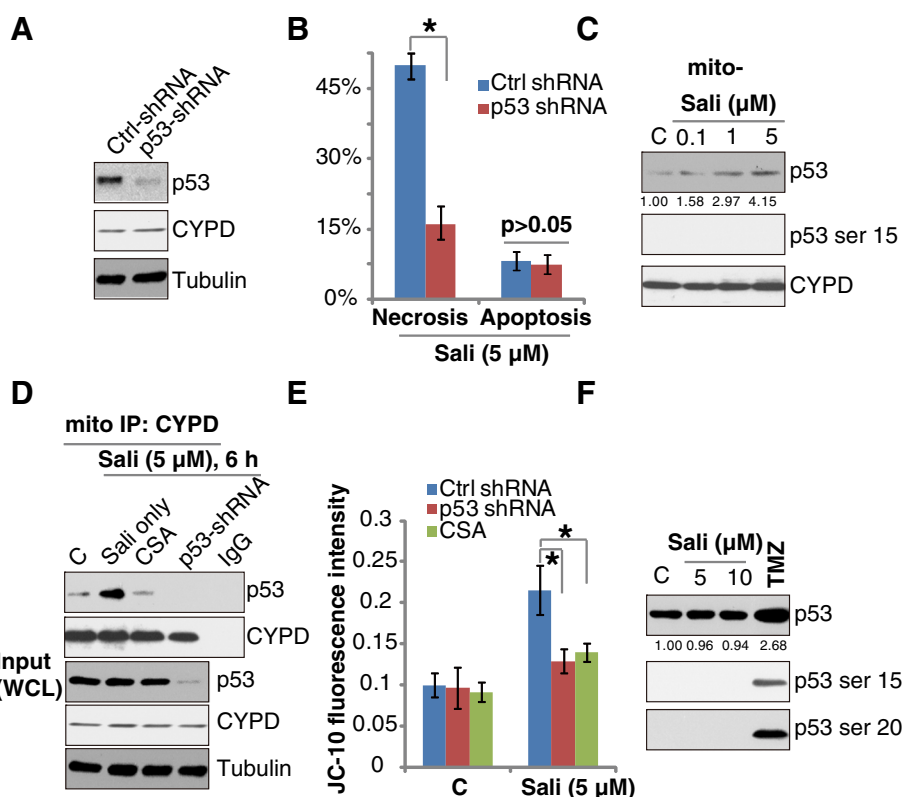 A
Ctrl-shRNA
p53-shRNA
p53
CYPD
Tubulin
B
*
45%
30%
15%
0%
Ctrl shRNA
p53 shRNA
p>0.05
Necrosis Apoptosis
Sali (5 µM)
C
mito-
Sali (µM)
C 0.1 1 5
p53
1.00 1.58 2.97 4.15
p53 ser 15
CYPD
D
mito IP: CYPD
Sali (5 µM), 6 h
C
Sali only
CSA
p53-shRNA
IgG
p53
CYPD
Input
(WCL)
p53
CYPD
Tubulin
E
Ctrl shRNA
p53 shRNA
CSA
JC-10 fluorescence intensity
0.3
0.25
0.2
0.15
0.1
0.05
0
*
*
C Sali (5 µM)
F
Sali (µM)
C 5 10 TMZ
p53
1.00 0.96 0.94 2.68
p53 ser 15
p53 ser 20